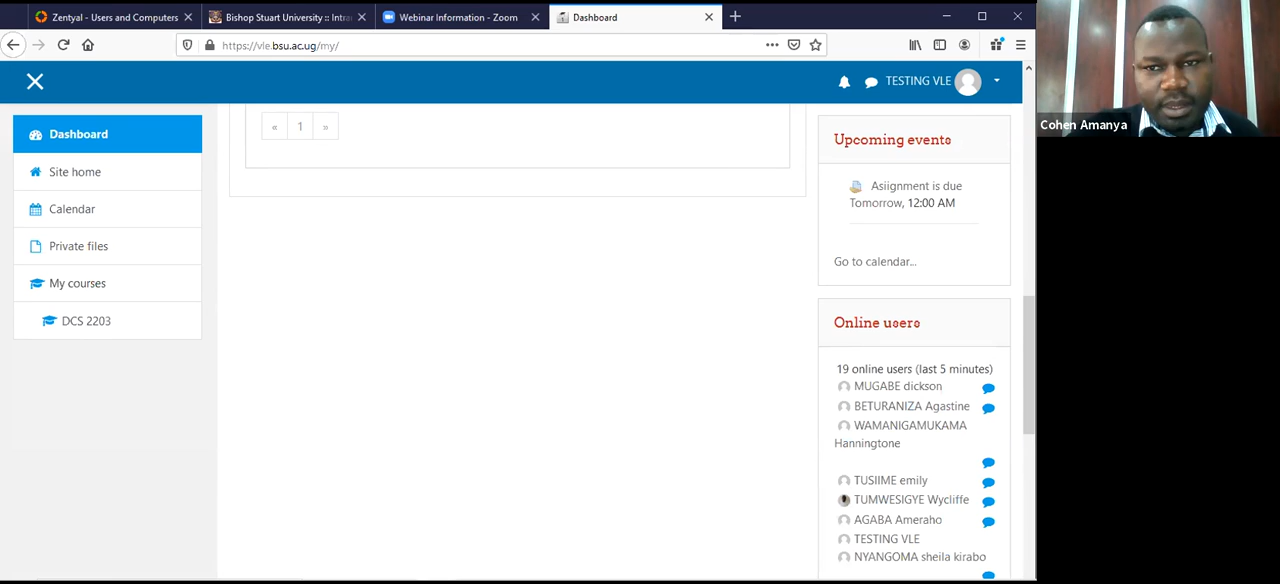 Zentyal - Users and Computers
Bishop Stuart University :: Intra
Webinar Information - Zoom
Dashboard
https://vle.bsu.ac.ug/my/
TESTING VLE
Cohen Amanya
Dashboard
Site home
Calendar
Private files
My courses
DCS 2203
« 1 »
Upcoming events
Asiignment is due
Tomorrow, 12:00 AM
Go to calendar...
Online users
19 online users (last 5 minutes)
MUGABE dickson
BETURANIZA Agastine
WAMANIGAMUKAMA
Hanningtone
TUSIIME emily
TUMWESIGYE Wycliffe
AGABA Ameraho
TESTING VLE
NYANGOMA sheila kirabo